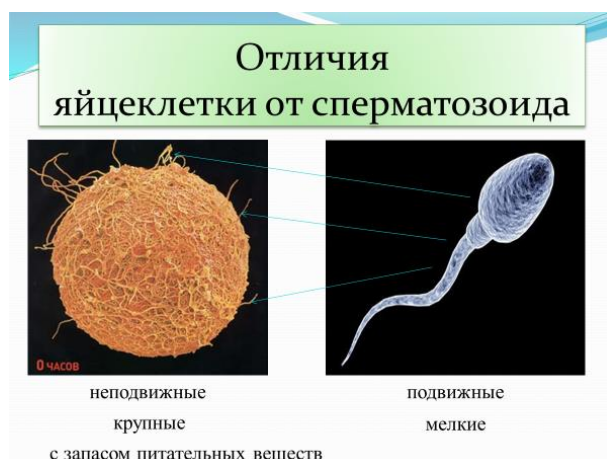 Отличия
яйцеклетки от сперматозоида
0 ЧАСОВ
неподвижные
подвижные
крупные
мелкие
с запасом питательных веществ